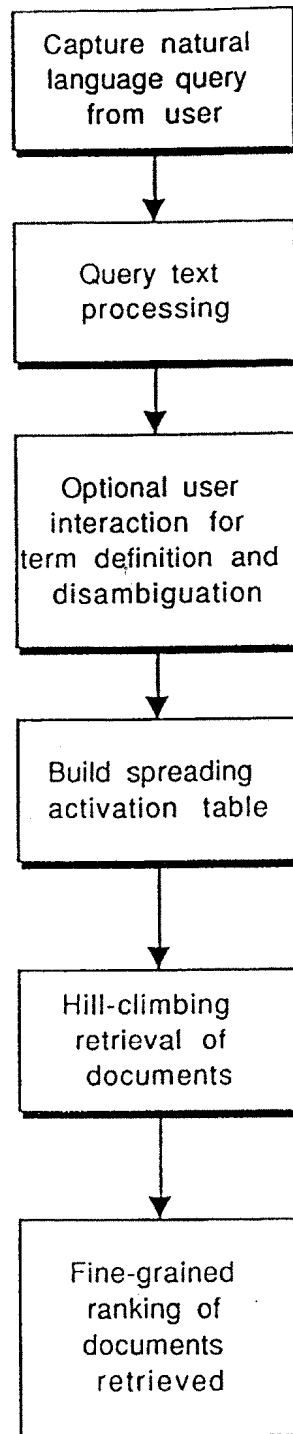 Capture natural
language query
from user
Query text
processing
Optional user
interaction for
term definition and
disambiguation
Build spreading
activation table
Hill-climbing
retrieval of
documents
Fine-grained
ranking of
documents
retrieved